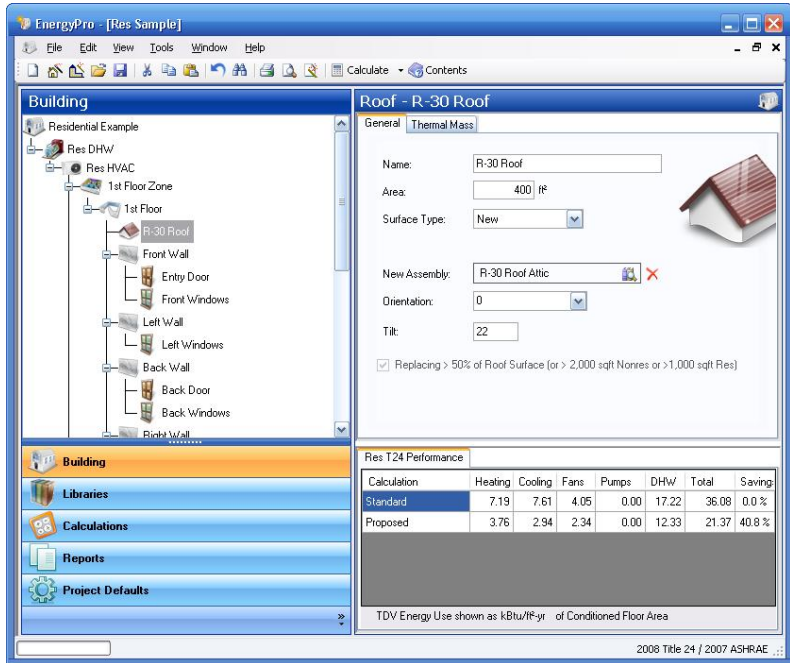 EnergyPro - [Res Sample]
File Edit View Tools Window Help
Calculate Contents
Building
Residential Example
Res DHW
Res HVAC
1st Floor Zone
1st Floor
R-30 Roof
Front Wall
Entry Door
Front Windows
Left Wall
Left Windows
Back Wall
Back Door
Back Windows
Right Wall
Building
Libraries
Calculations
Reports
Project Defaults
Roof - R-30 Roof
General Thermal Mass
Name: R-30 Roof
Area: 400 ft²
Surface Type: New
New Assembly: R-30 Roof Attic
Orientation: 0
Tilt: 22
Replacing > 50% of Roof Surface (or > 2,000 sqft Nonres or >1,000 sqft Res)
Res T24 Performance
Calculation Heating Cooling Fans Pumps DHW Total Saving
Standard 7.19 7.61 4.05 0.00 17.22 36.08 0.0 %
Proposed 3.76 2.94 2.34 0.00 12.33 21.37 40.8 %
TDV Energy Use shown as kBtu/ft²-yr of Conditioned Floor Area
2008 Title 24 / 2007 ASHRAE